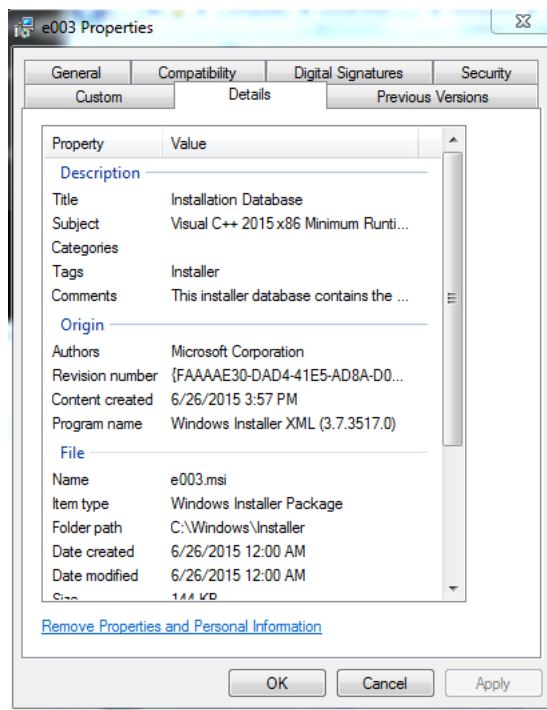 e003 Properties
General Compatibility Digital Signatures Security
Custom Details Previous Versions
Property Value
Description
Title Installation Database
Subject Visual C++ 2015 x86 Minimum Runti...
Categories
Tags Installer
Comments This installer database contains the ...
Origin
Authors Microsoft Corporation
Revision number {FAAAAE30-DAD4-41E5-AD8A-D0...
Content created 6/26/2015 3:57 PM
Program name Windows Installer XML (3.7.3517.0)
File
Name e003.msi
Item type Windows Installer Package
Folder path C:\Windows\Installer
Date created 6/26/2015 12:00 AM
Date modified 6/26/2015 12:00 AM
Size 144 KB
Remove Properties and Personal Information
OK Cancel Apply